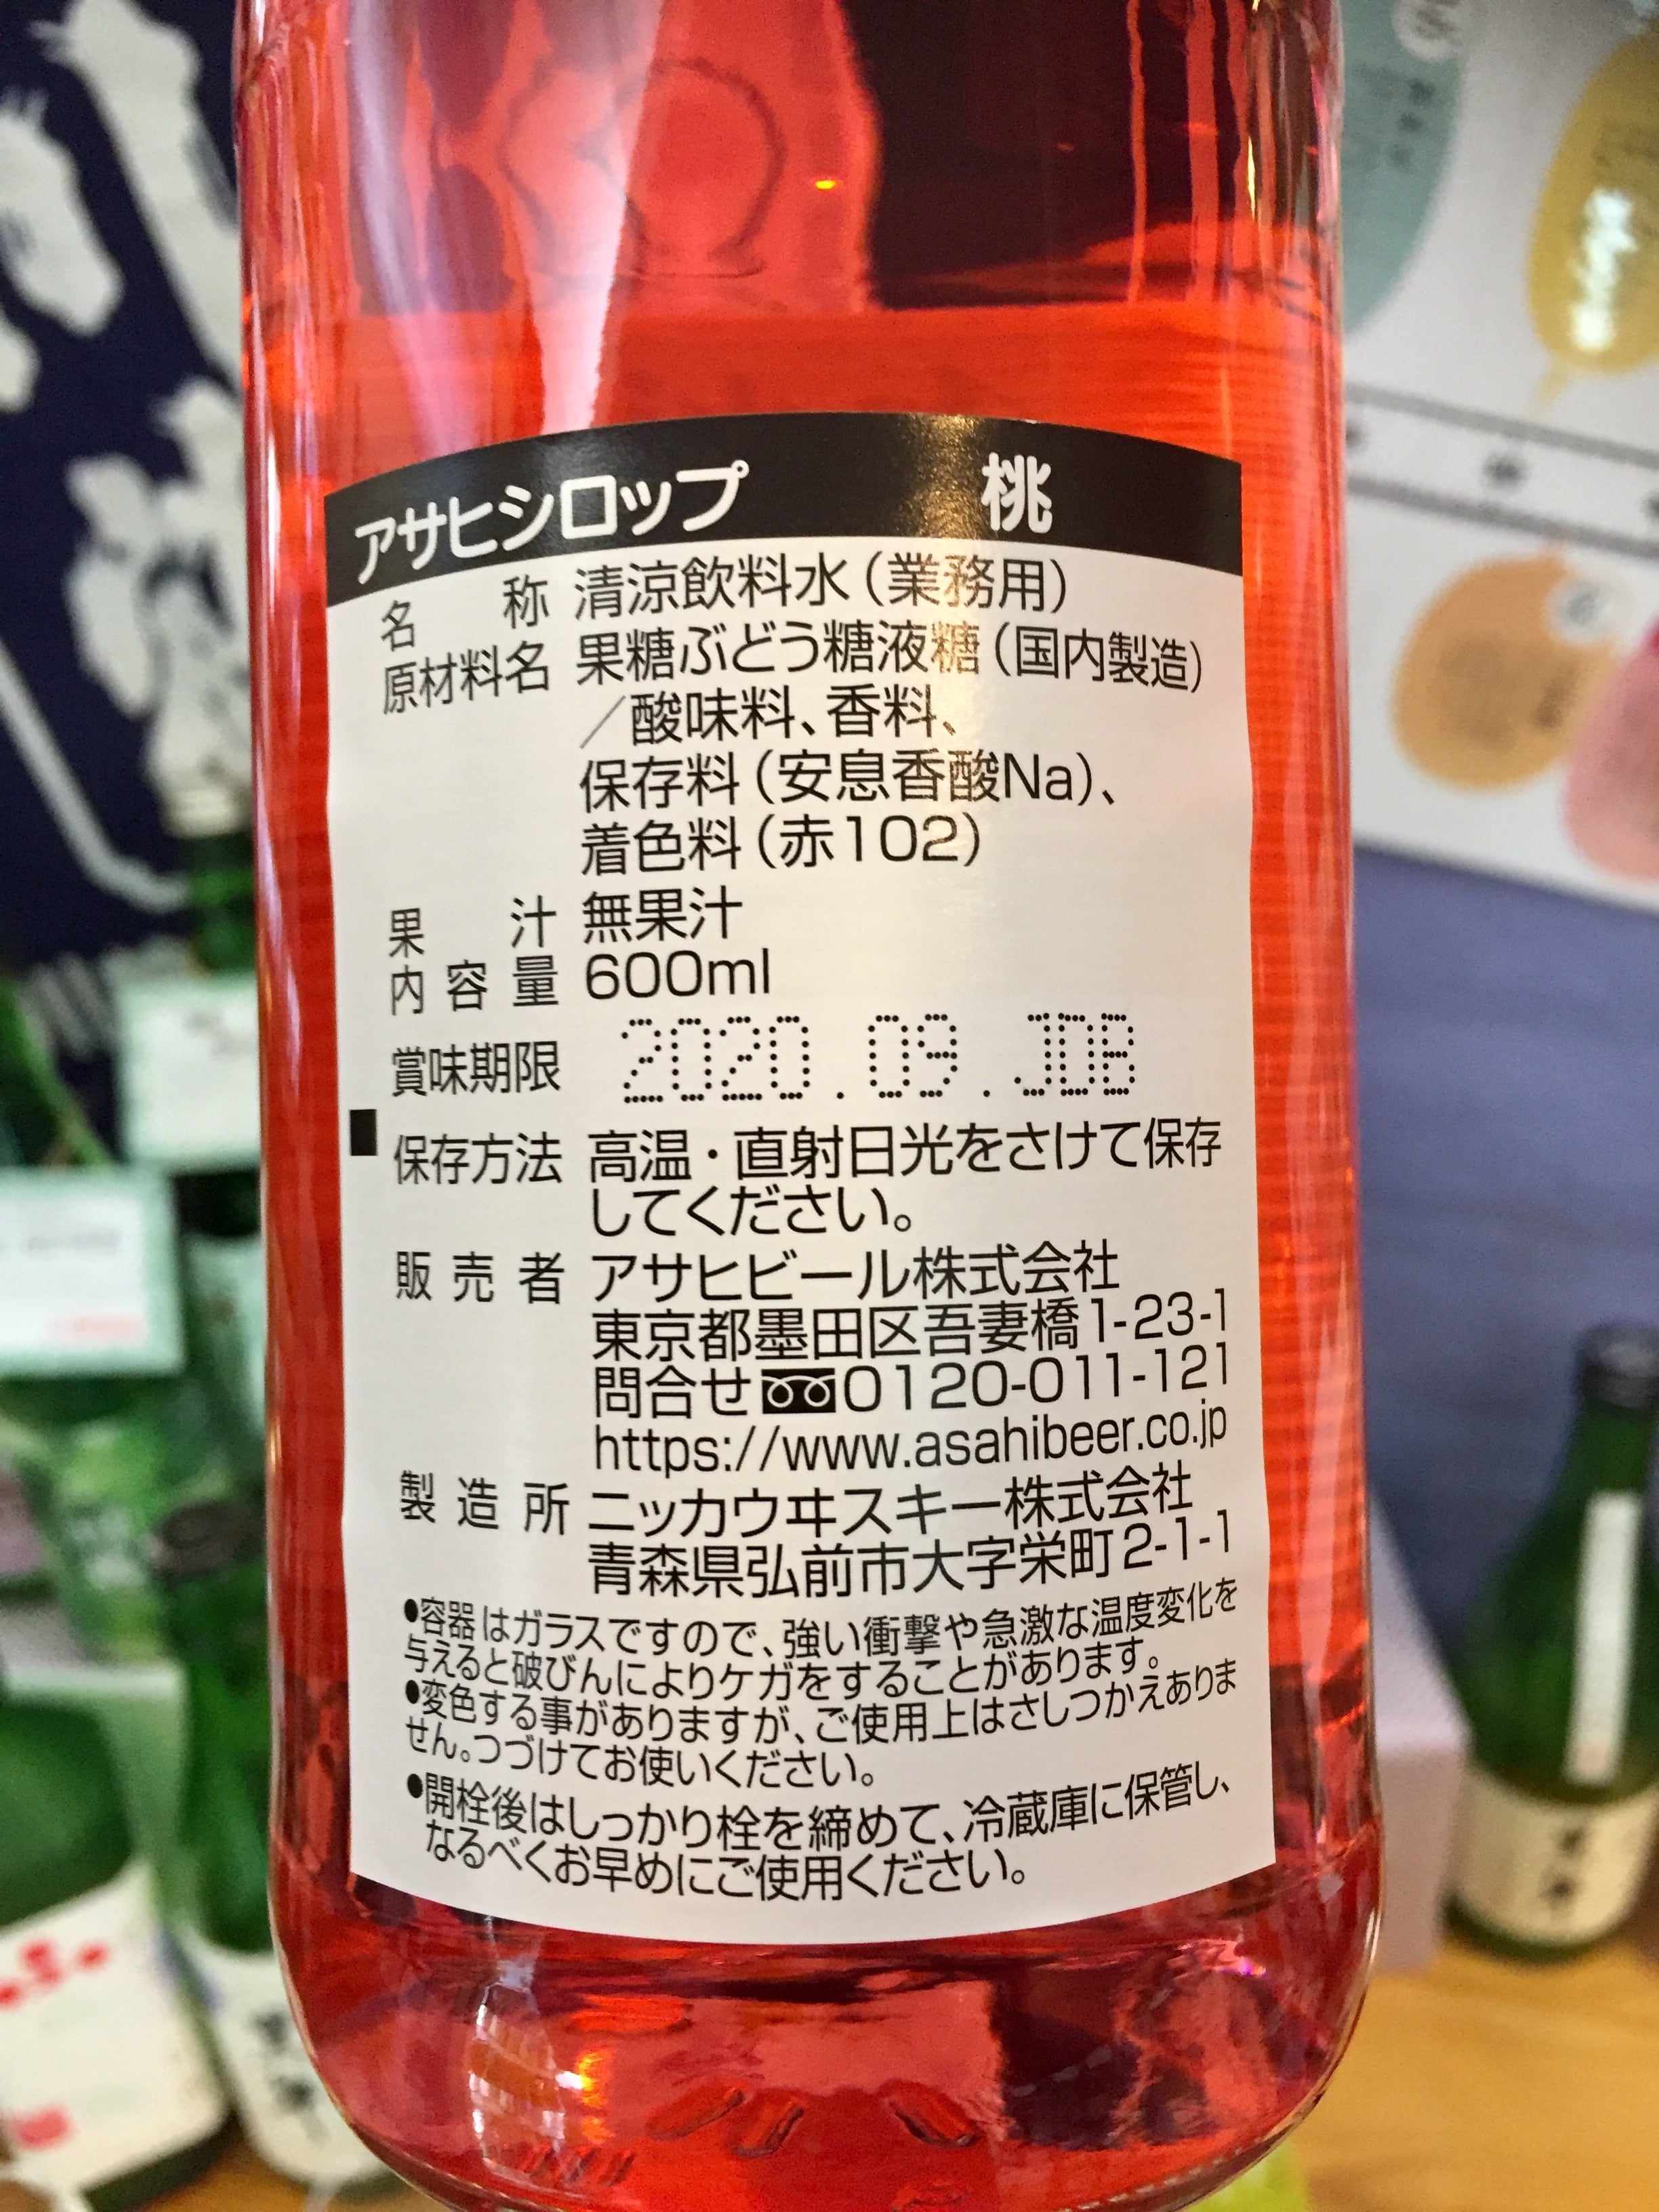 アサヒシロップ 桃
名称 清涼飲料水（業務用）
原材料名 果糖ぶどう糖液糖（国内製造）
／酸味料、香料、
保存料（安息香酸Na）、
着色料（赤102）
果汁 無果汁
内容量 600ml
賞味期限 2020.09.JDB
保存方法 高温・直射日光をさけて保存
してください。
販売者 アサヒビール株式会社
東京都墨田区吾妻橋1-23-1
問合せ 0120-011-121
https://www.asahibeer.co.jp
製造所 ニッカウヰスキー株式会社
青森県弘前市大字栄町2-1-1
●容器はガラスですので、強い衝撃や急激な温度変化を
与えると破びんによりケガをすることがあります。
●変色する事がありますが、ご使用上はさしつかえありま
せん。つづけてお使いください。
●開栓後はしっかり栓を締めて、冷蔵庫に保管し、
なるべくお早めにご使用ください。